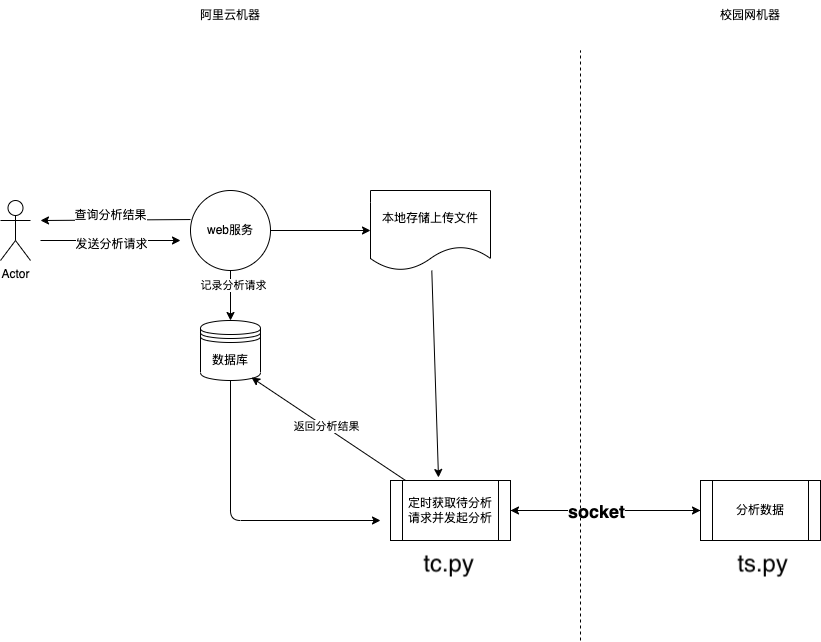 阿里云机器
校园网机器
查询分析结果
发送分析请求
Actor
web服务
本地存储上传文件
记录分析请求
数据库
返回分析结果
定时获取待分析
请求并发起分析
socket
分析数据
tc.py
ts.py